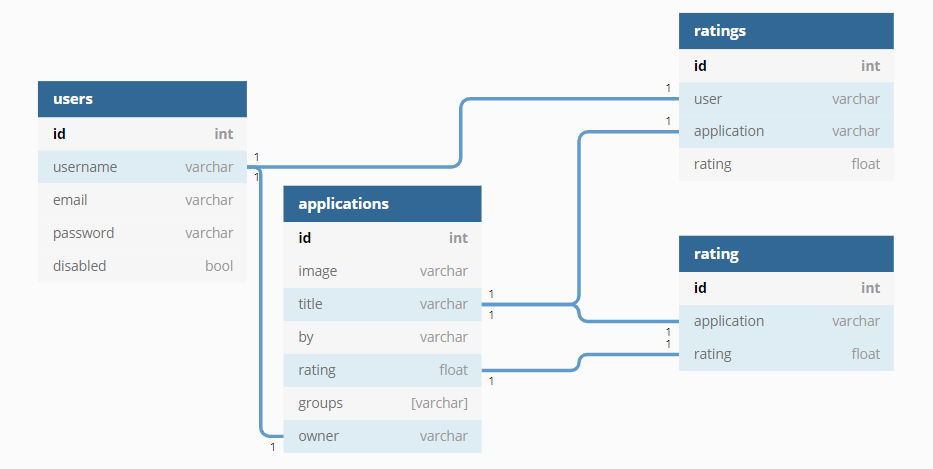 users
id int
username varchar
email varchar
password varchar
disabled bool
1
1
applications
id int
image varchar
title varchar
by varchar
rating float
groups [varchar]
owner varchar
1
1
1
1
ratings
id int
1
user varchar
1
application varchar
rating float
rating
id int
application varchar
1
1
rating float